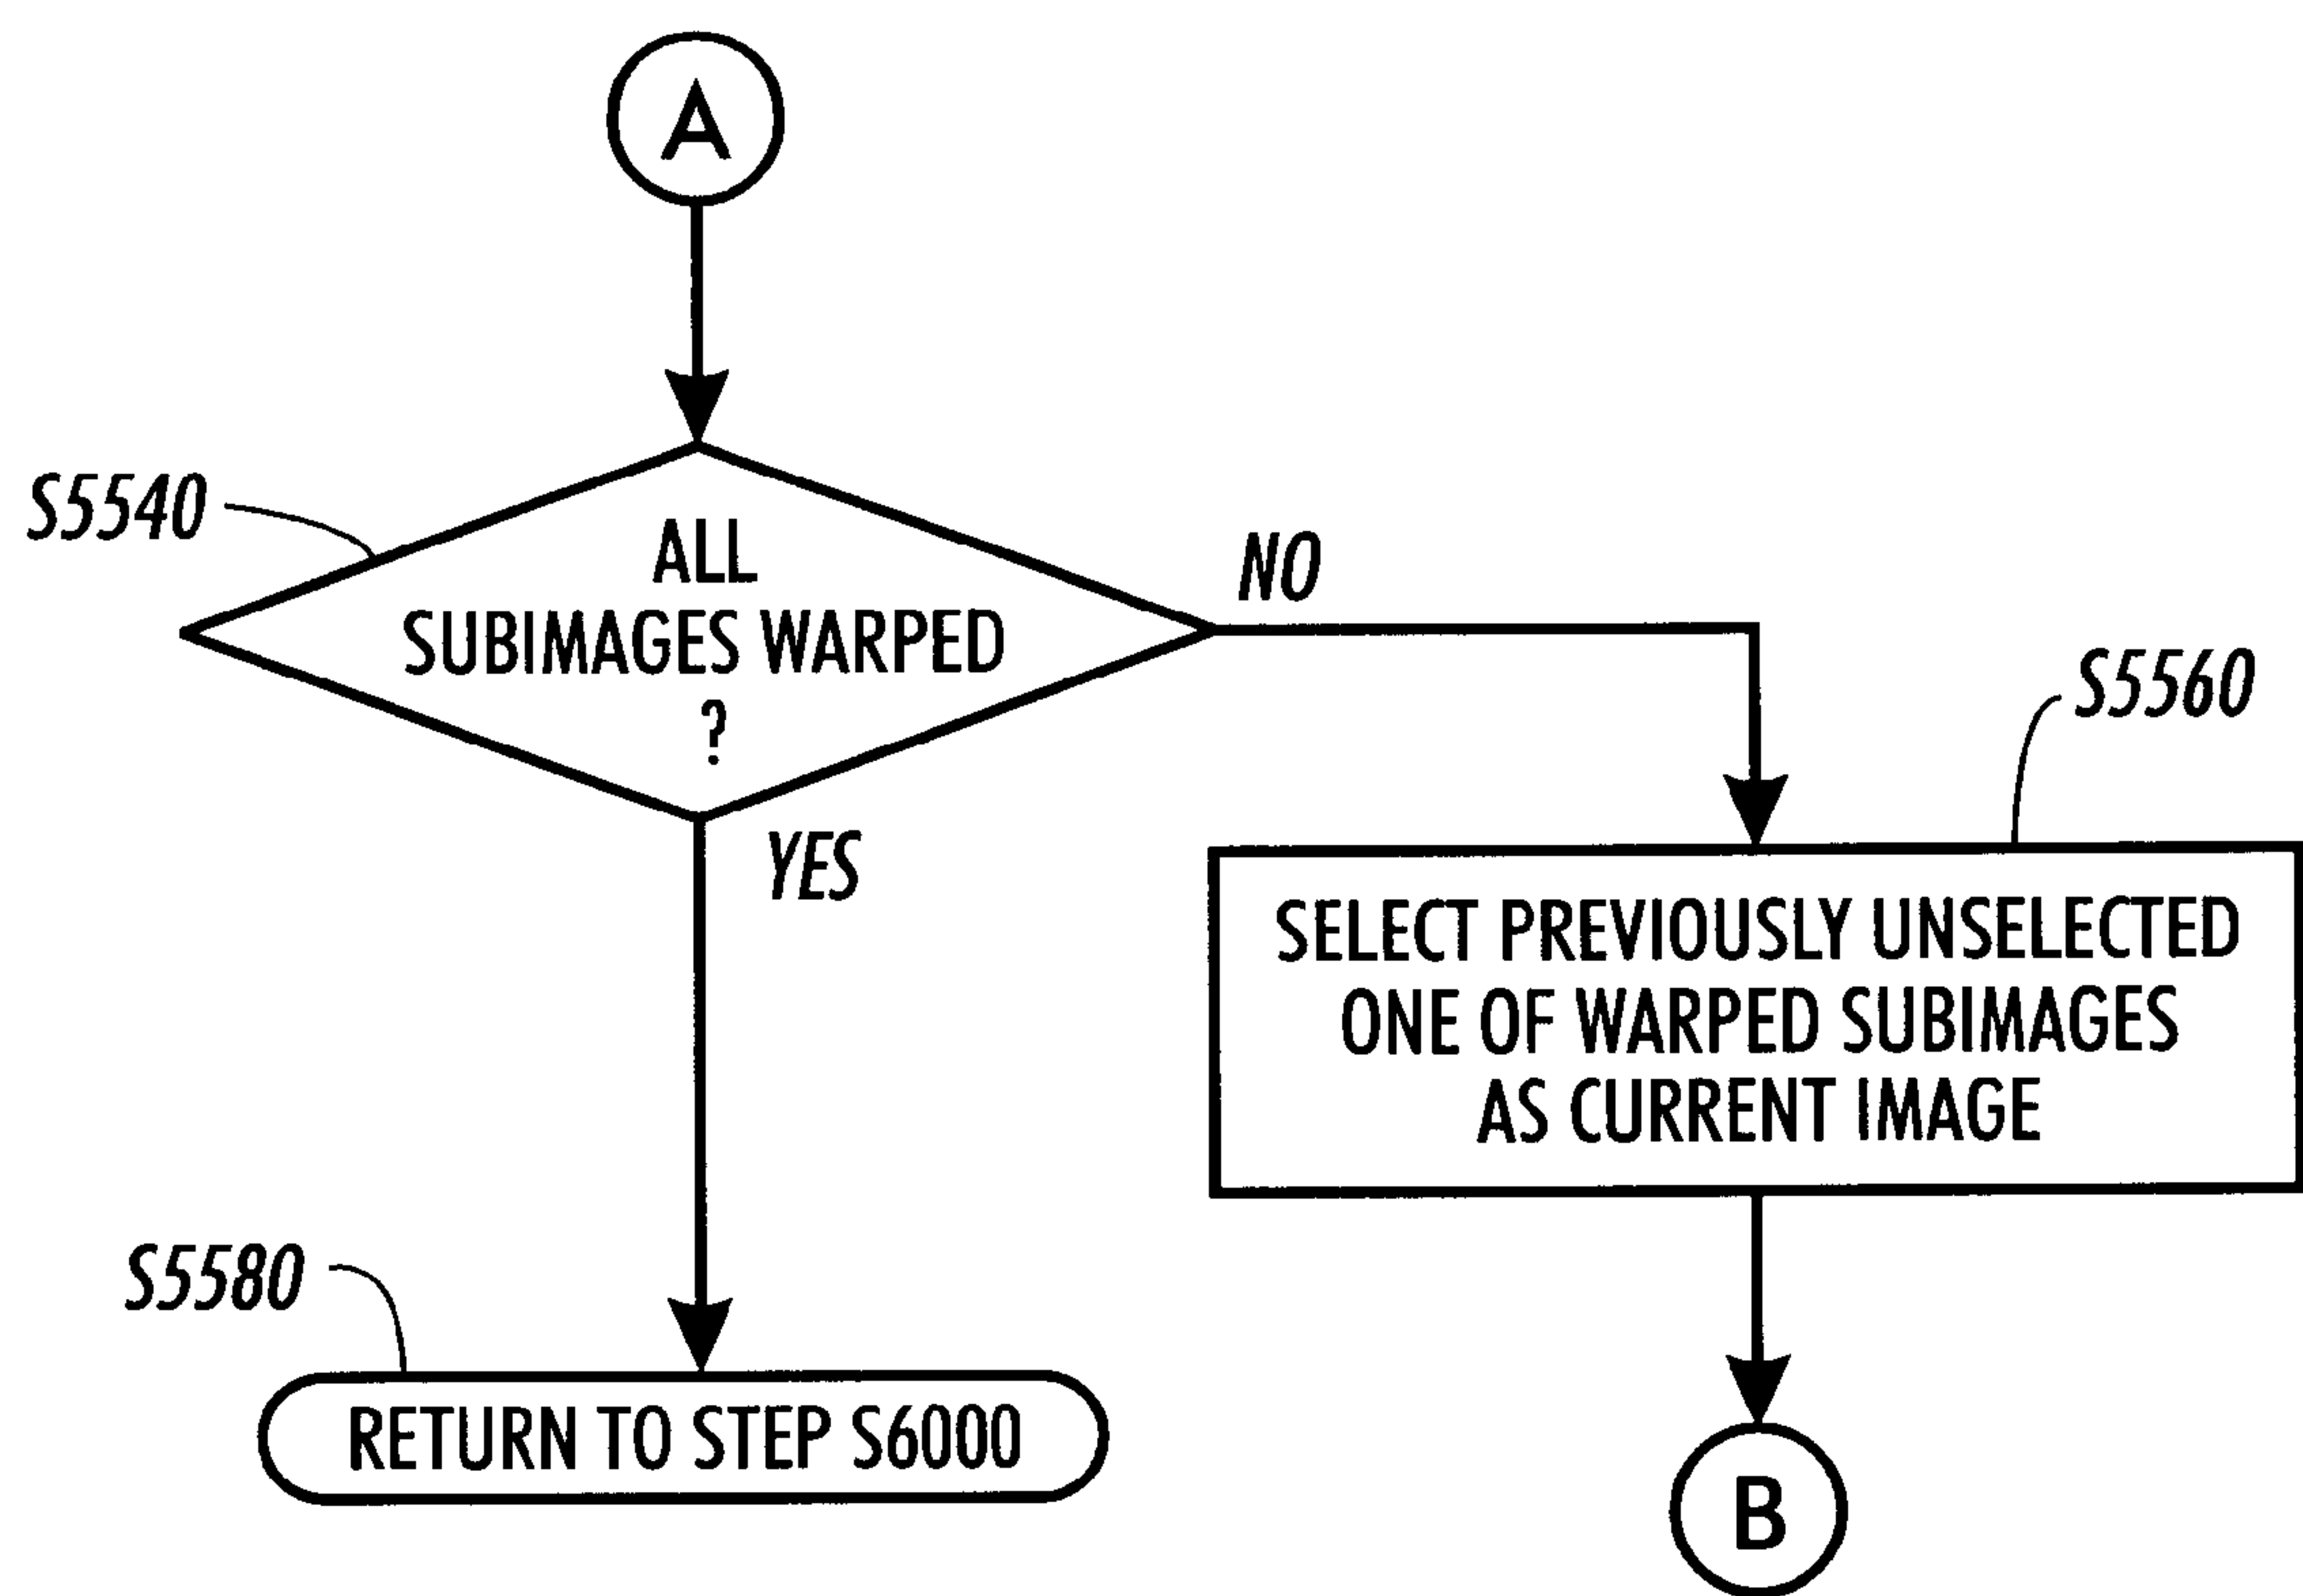 A
S5540
ALL
SUBIMAGES WARPED
?
NO
YES
S5560
SELECT PREVIOUSLY UNSELECTED
ONE OF WARPED SUBIMAGES
AS CURRENT IMAGE
S5580
RETURN TO STEP S6000
B